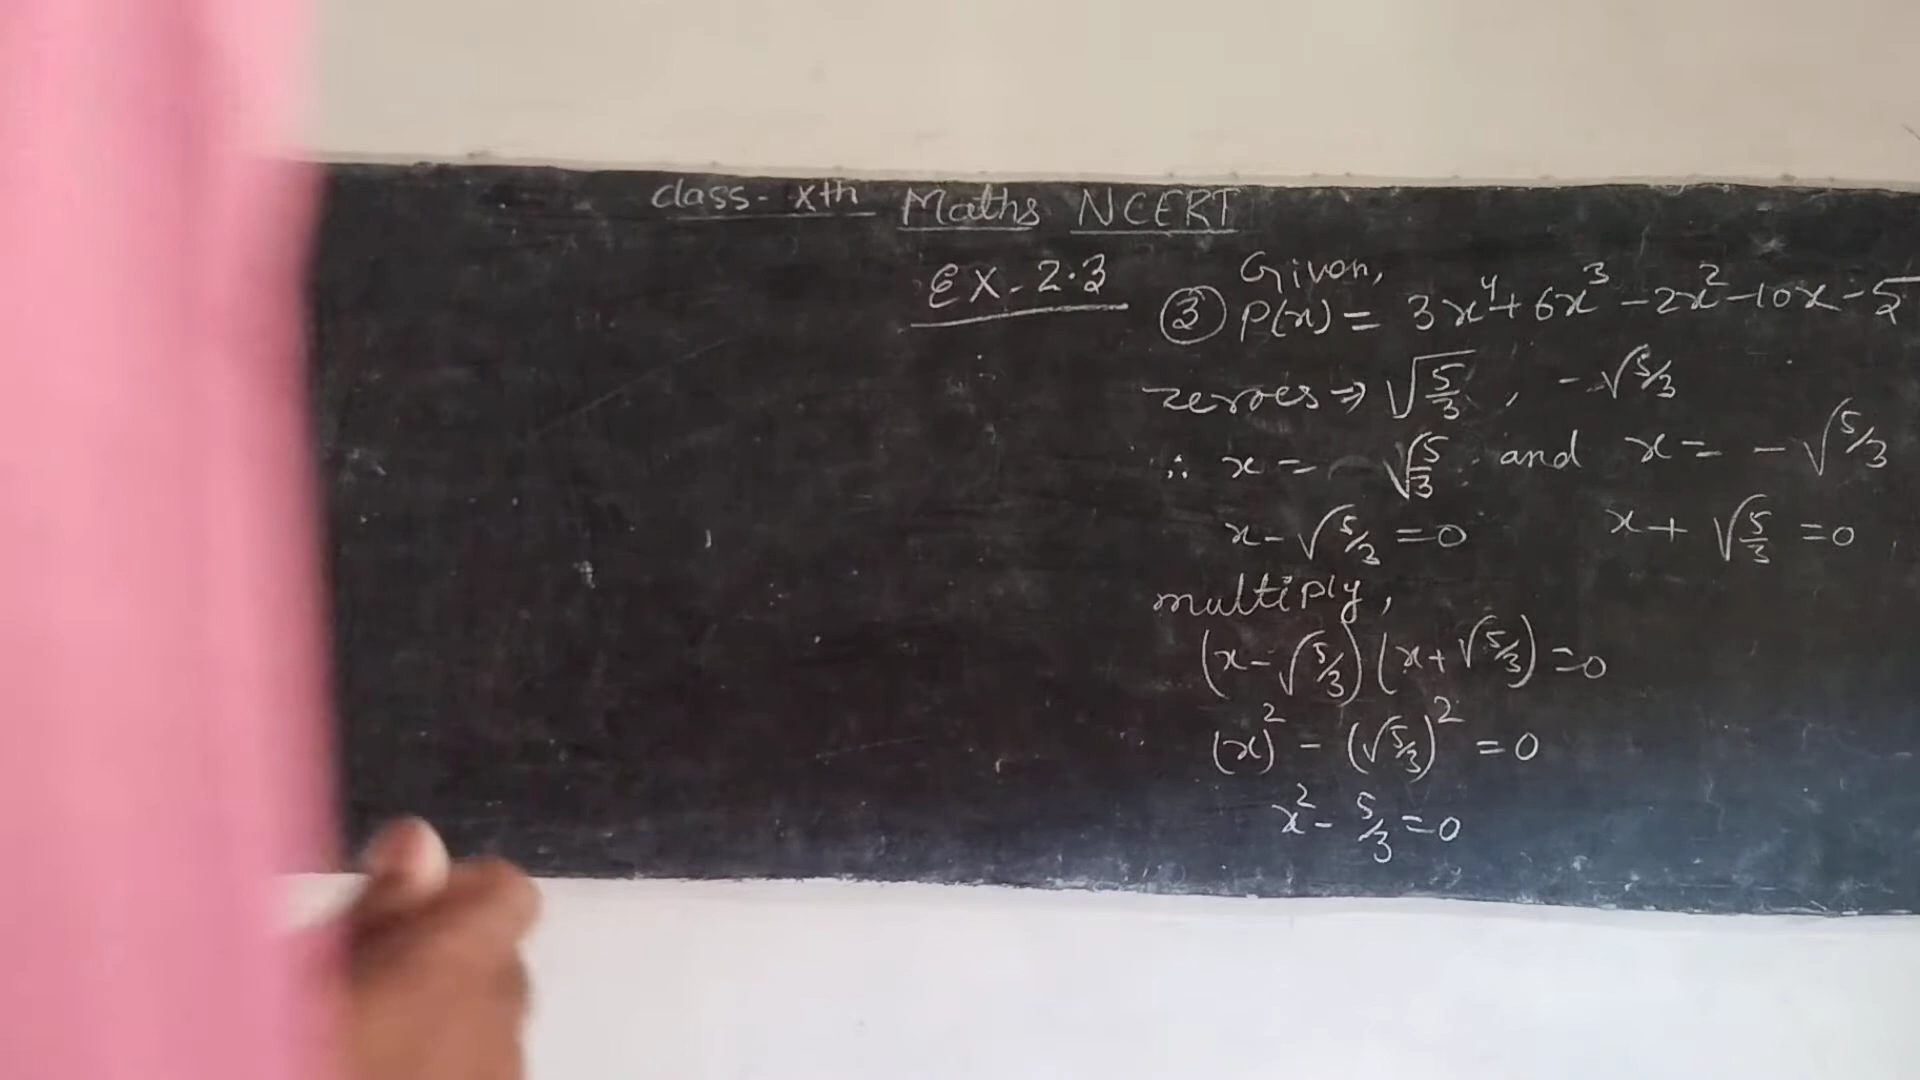 class- xth Maths NCERT
EX-2.3
Given,
③ P(x) = 3x⁴+6x³-2x²-10x-5
zeroes ⇒ √5/3, -√5/3
∴ x = √5/3 and x = -√5/3
x-√5/3=0 x+√5/3=0
multiply,
(x-√5/3)(x+√5/3)=0
(x)²-(√5/3)²=0
x²-5/3=0